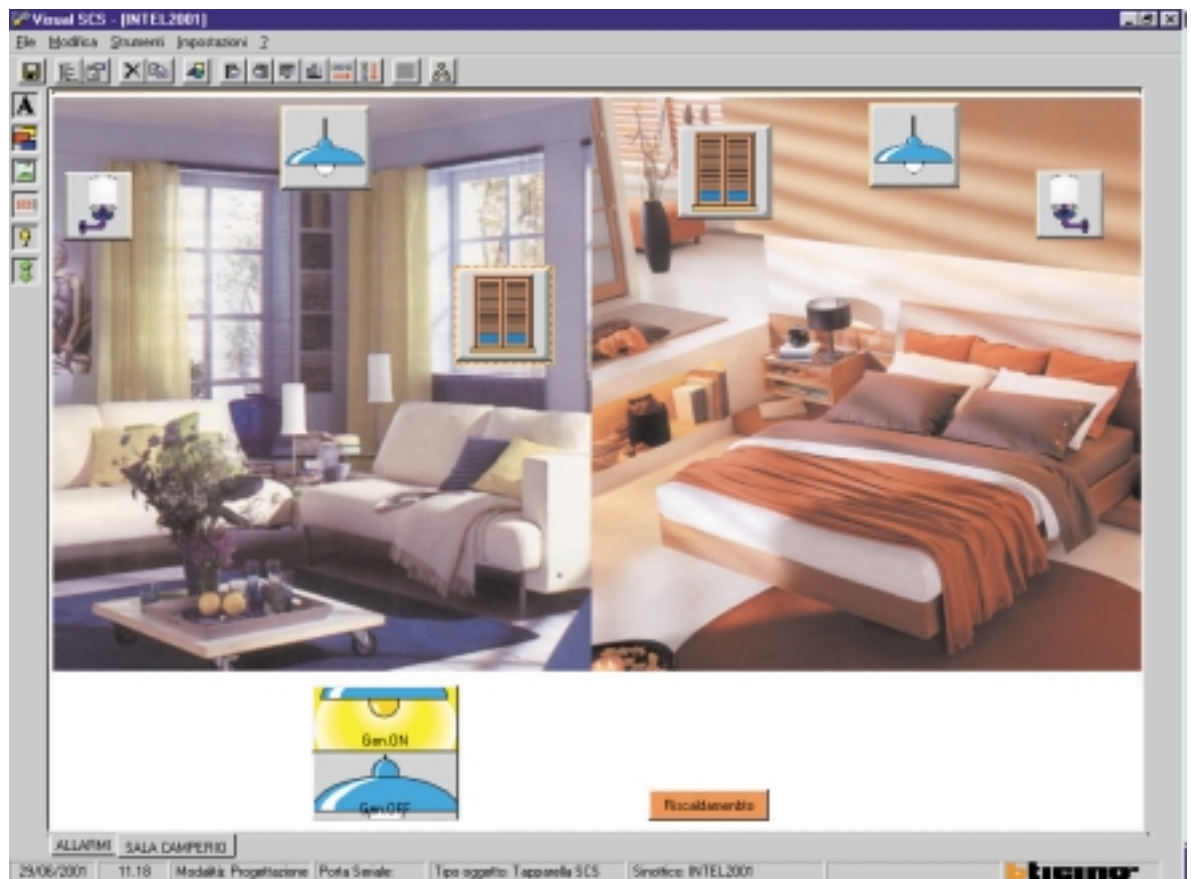 Visual SCS - [INTEL2001]
File Modifica Strumenti Impostazioni ?
A
Gen.ON
Gen.OFF
Riscaldamento
ALLARMI SALA CAMPERIO
29/06/2001 11.18 Modalità: Progettazione Porta Seriale: Tipo oggetto: Tapparella SCS Sinottico: INTEL2001
bticino